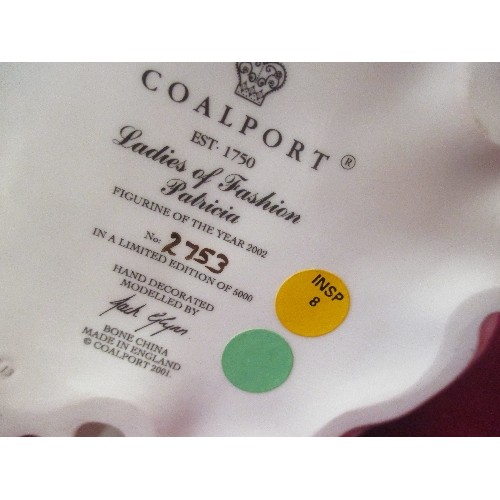 COALPORT ®
EST· 1750
Ladies of Fashion
Patricia
FIGURINE OF THE YEAR 2002
No: 2753
IN A LIMITED EDITION OF 5000
HAND DECORATED
MODELLED BY
BONE CHINA
MADE IN ENGLAND
© COALPORT 2001.
INSP
8
13